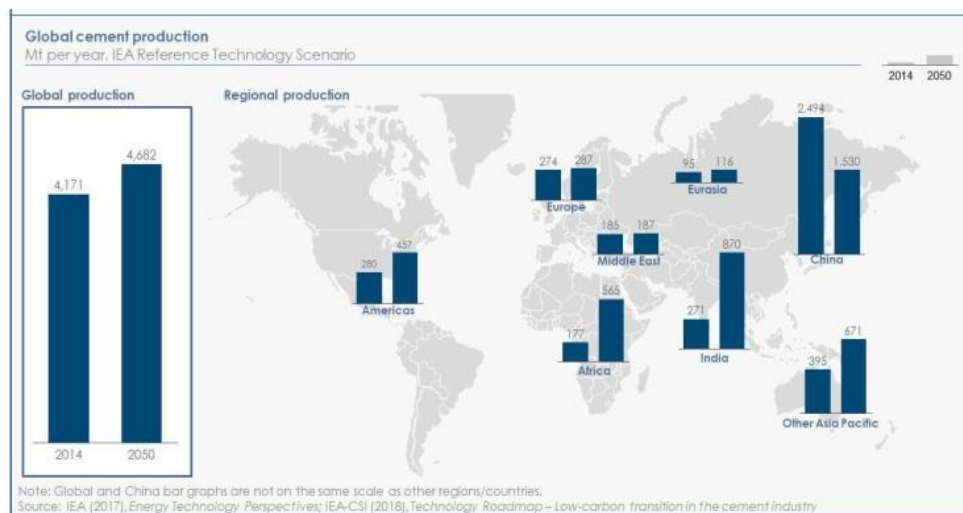 Global cement production
Mt per year, IEA Reference Technology Scenario
2014 2050
Global production
4,171
4,682
2014 2050
Regional production
280 457
Americas
274 287
Europe
95 116
Eurasia
2.494
1.530
China
185 187
Middle East
177
565
Africa
271
870
India
395
671
Other Asia Pacific
Note: Global and China bar graphs are not on the same scale as other regions/countries.
Source: IEA (2017), Energy Technology Perspectives; IEA-CSI (2018), Technology Roadmap – Low-carbon transition in the cement industry